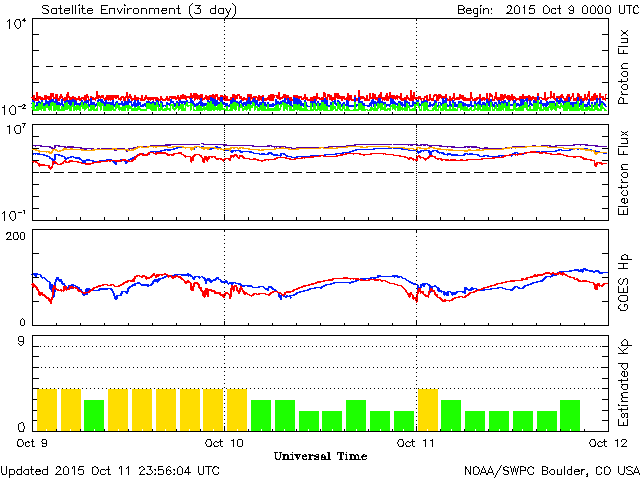 Satellite Environment (3 day) Begin: 2015 Oct 9 0000 UTC
10^4
10^-2
Proton Flux
10^7
10^-1
Electron Flux
200
0
GOES Hp
9
0
Estimated Kp
Oct 9 Oct 10 Oct 11 Oct 12
Universal Time
Updated 2015 Oct 11 23:56:04 UTC NOAA/SWPC Boulder, CO USA